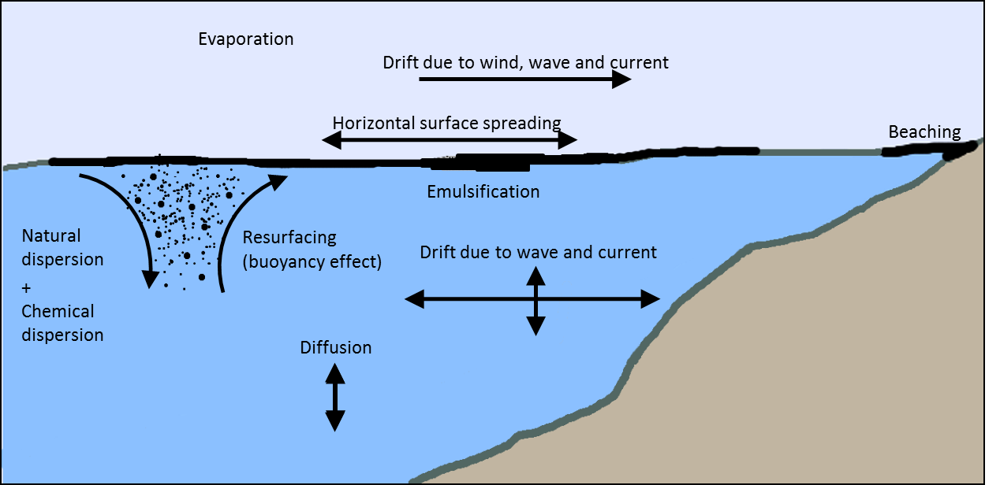 Evaporation
Drift due to wind, wave and current
Horizontal surface spreading
Beaching
Emulsification
Natural
dispersion
+
Chemical
dispersion
Resurfacing
(buoyancy effect)
Drift due to wave and current
Diffusion